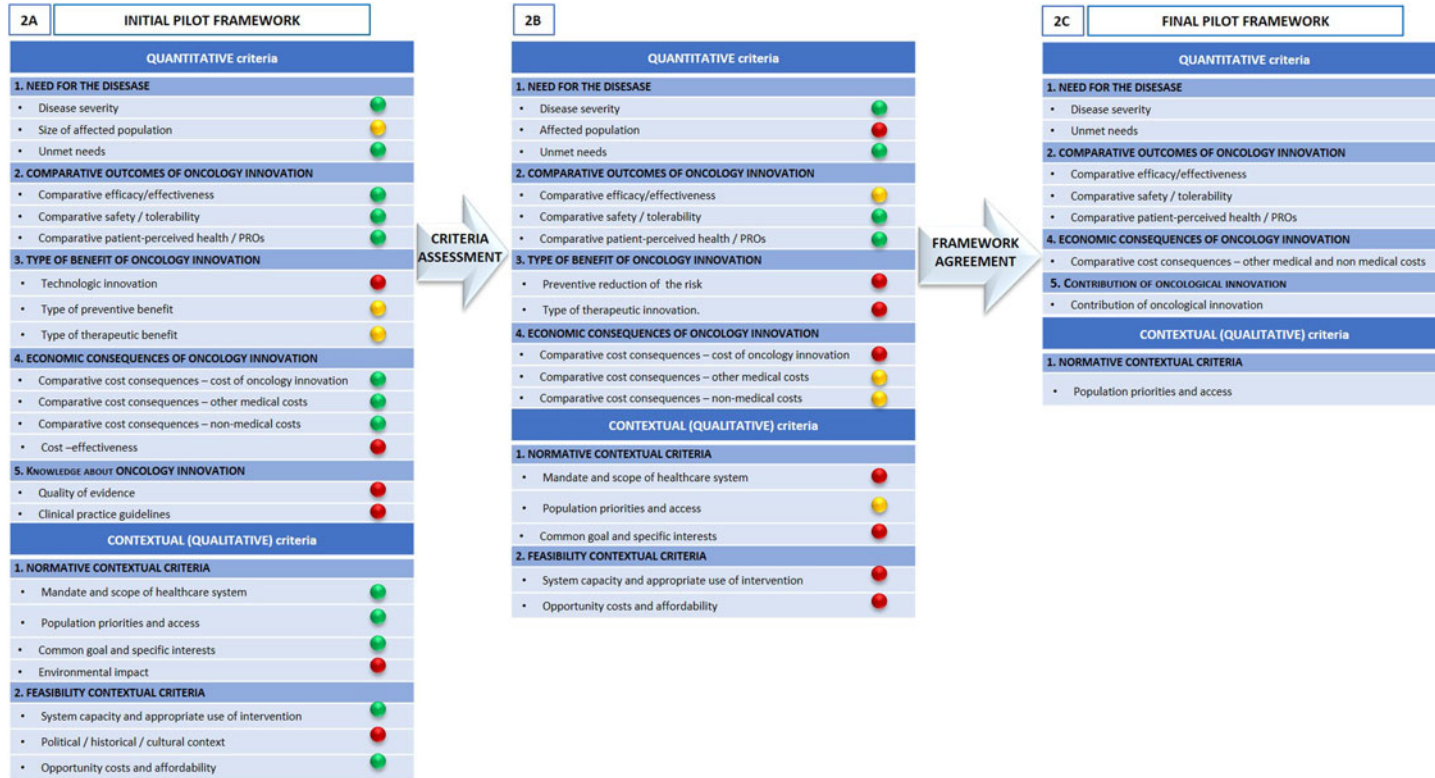 2A
INITIAL PILOT FRAMEWORK
QUANTITATIVE criteria
1. NEED FOR THE DISESASE
• Disease severity
• Size of affected population
• Unmet needs
2. COMPARATIVE OUTCOMES OF ONCOLOGY INNOVATION
• Comparative efficacy/effectiveness
• Comparative safety / tolerability
• Comparative patient-perceived health / PROs
3. TYPE OF BENEFIT OF ONCOLOGY INNOVATION
• Technologic innovation
• Type of preventive benefit
• Type of therapeutic benefit
4. ECONOMIC CONSEQUENCES OF ONCOLOGY INNOVATION
• Comparative cost consequences – cost of oncology innovation
• Comparative cost consequences – other medical costs
• Comparative cost consequences – non-medical costs
• Cost –effectiveness
5. KNOWLEDGE ABOUT ONCOLOGY INNOVATION
• Quality of evidence
• Clinical practice guidelines
CONTEXTUAL (QUALITATIVE) criteria
1. NORMATIVE CONTEXTUAL CRITERIA
• Mandate and scope of healthcare system
• Population priorities and access
• Common goal and specific interests
• Environmental impact
2. FEASIBILITY CONTEXTUAL CRITERIA
• System capacity and appropriate use of intervention
• Political / historical / cultural context
• Opportunity costs and affordability
CRITERIA
ASSESSMENT
2B
QUANTITATIVE criteria
1. NEED FOR THE DISESASE
• Disease severity
• Affected population
• Unmet needs
2. COMPARATIVE OUTCOMES OF ONCOLOGY INNOVATION
• Comparative efficacy/effectiveness
• Comparative safety / tolerability
• Comparative patient-perceived health / PROs
3. TYPE OF BENEFIT OF ONCOLOGY INNOVATION
• Preventive reduction of the risk
• Type of therapeutic innovation.
4. ECONOMIC CONSEQUENCES OF ONCOLOGY INNOVATION
• Comparative cost consequences – cost of oncology innovation
• Comparative cost consequences – other medical costs
• Comparative cost consequences – non-medical costs
CONTEXTUAL (QUALITATIVE) criteria
1. NORMATIVE CONTEXTUAL CRITERIA
• Mandate and scope of healthcare system
• Population priorities and access
• Common goal and specific interests
2. FEASIBILITY CONTEXTUAL CRITERIA
• System capacity and appropriate use of intervention
• Opportunity costs and affordability
FRAMEWORK
AGREEMENT
2C
FINAL PILOT FRAMEWORK
QUANTITATIVE criteria
1. NEED FOR THE DISESASE
• Disease severity
• Unmet needs
2. COMPARATIVE OUTCOMES OF ONCOLOGY INNOVATION
• Comparative efficacy/effectiveness
• Comparative safety / tolerability
• Comparative patient-perceived health / PROs
4. ECONOMIC CONSEQUENCES OF ONCOLOGY INNOVATION
• Comparative cost consequences – other medical and non medical costs
5. CONTRIBUTION OF ONCOLOGICAL INNOVATION
• Contribution of oncological innovation
CONTEXTUAL (QUALITATIVE) criteria
1. NORMATIVE CONTEXTUAL CRITERIA
• Population priorities and access